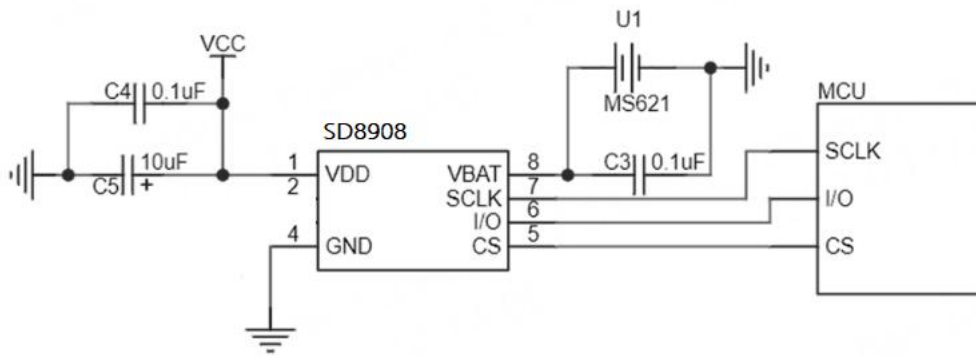 U1
VCC
MCU
C4 0.1uF
MS621
SD8908
SCLK
10uF
C5 +
1 VDD
VBAT 8
C3 0.1uF
2
SCLK 7
I/O
I/O 6
4 GND
CS 5
CS